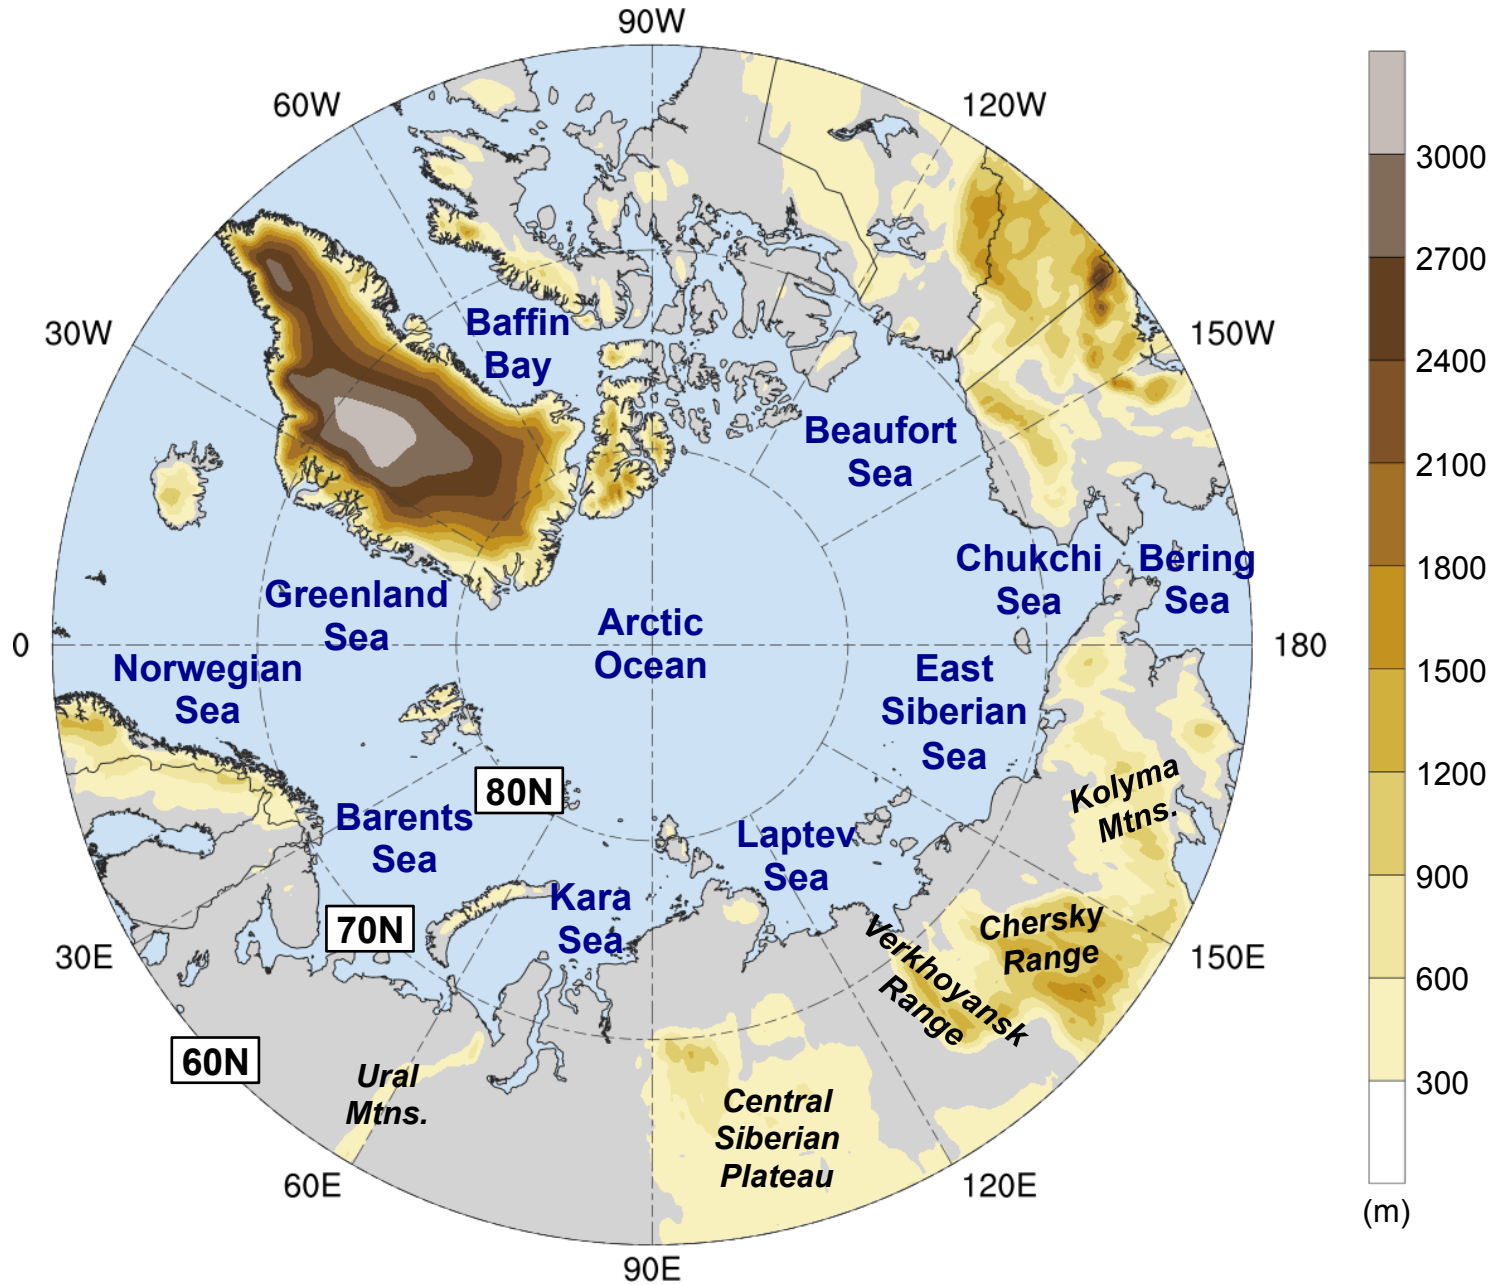 90W
60W
120W
30W
150W
Baffin
Bay
Beaufort
Sea
Chukchi
Sea
Bering
Sea
Greenland
Sea
Arctic
Ocean
0
180
Norwegian
Sea
East
Siberian
Sea
80N
Kolyma
Mtns.
Barents
Sea
Laptev
Sea
Kara
Sea
70N
Chersky
Range
Verkhoyansk
Range
30E
150E
60N
Ural
Mtns.
Central
Siberian
Plateau
60E
120E
90E
3000
2700
2400
2100
1800
1500
1200
900
600
300
(m)